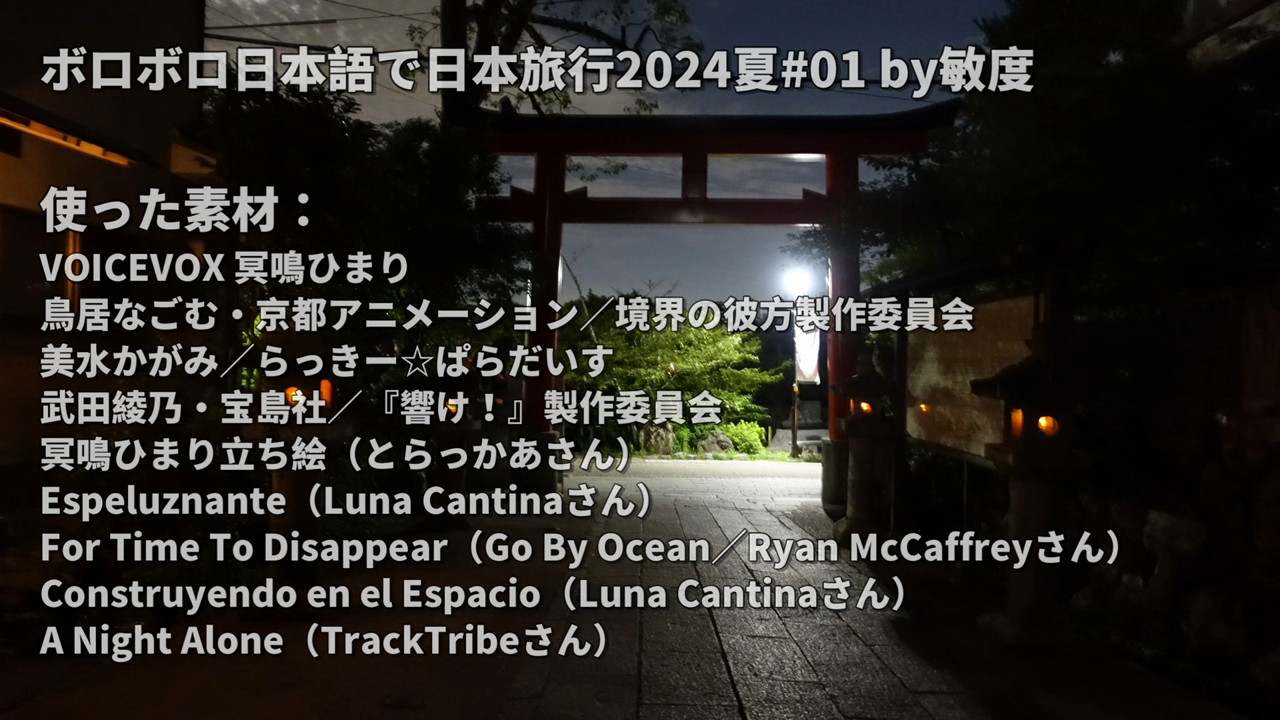 ボロボロ日本語で日本旅行2024夏#01 by敏度
使った素材：
VOICEVOX 冥鳴ひまり
鳥居なごむ・京都アニメーション／境界の彼方製作委員会
美水かがみ／らっきー☆ぱらだいす
武田綾乃・宝島社／『響け！』製作委員会
冥鳴ひまり立ち絵（とらっかあさん）
Espeluznante（Luna Cantinaさん）
For Time To Disappear（Go By Ocean／Ryan McCaffreyさん）
Construyendo en el Espacio（Luna Cantinaさん）
A Night Alone（TrackTribeさん）